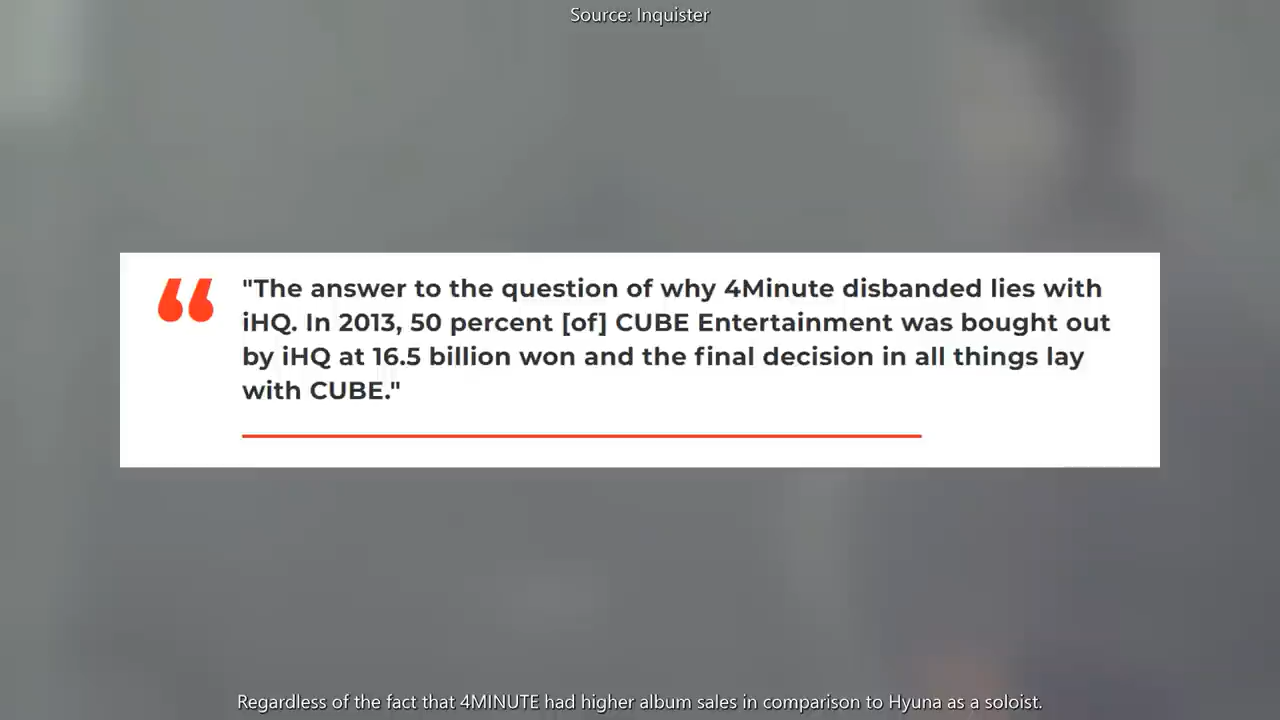 Source: Inquister
"The answer to the question of why 4Minute disbanded lies with
iHQ. In 2013, 50 percent [of] CUBE Entertainment was bought out
by iHQ at 16.5 billion won and the final decision in all things lay
with CUBE."
Regardless of the fact that 4MINUTE had higher album sales in comparison to Hyuna as a soloist.